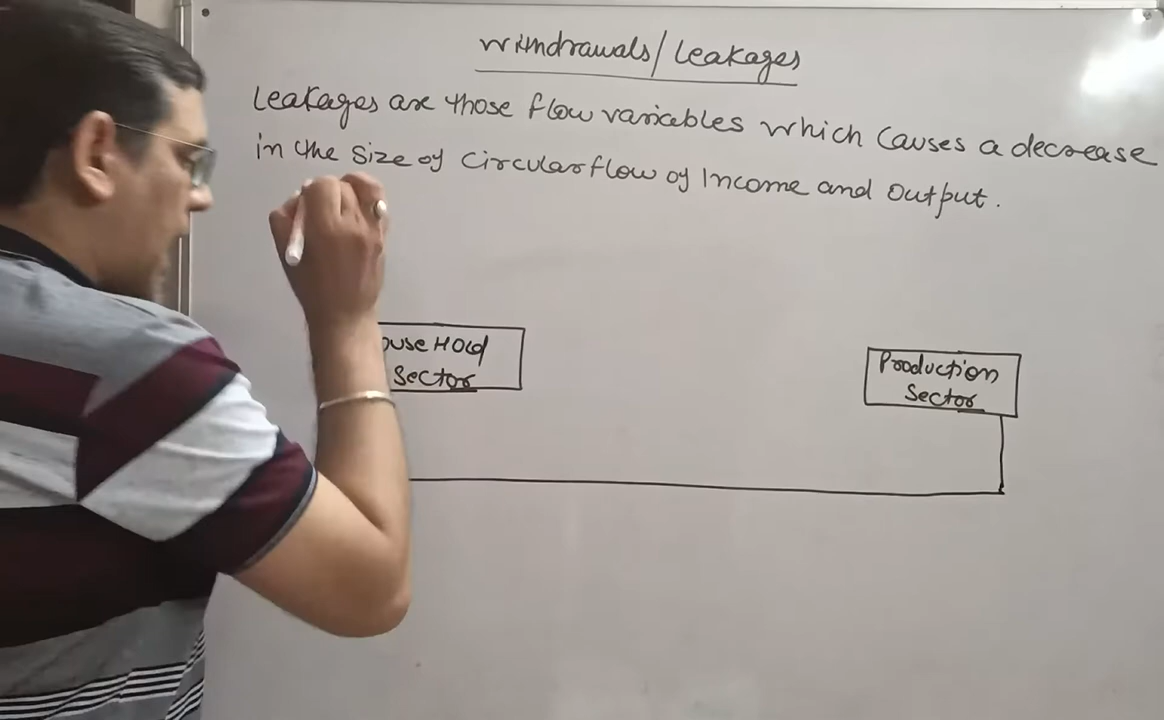 Withdrawals/Leakages
Leakages are those flow variables which causes a decrease
in the size of circular flow of Income and output.
ouse Hold
Sector
Production
Sector